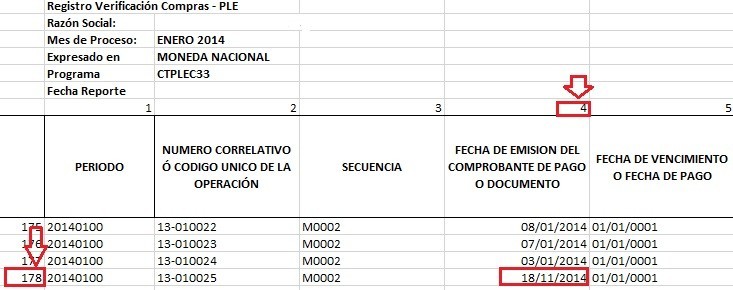 Registro Verificación Compras - PLE
Razón Social:
Mes de Proceso: ENERO 2014
Expresado en MONEDA NACIONAL
Programa CTPLEC33
Fecha Reporte
1 2 3 4 5
PERIODO
NUMERO CORRELATIVO
Ó CODIGO UNICO DE LA
OPERACIÓN
SECUENCIA
FECHA DE EMISION DEL
COMPROBANTE DE PAGO
O DOCUMENTO
FECHA DE VENCIMIENTO
O FECHA DE PAGO
175 20140100 13-010022 M0002 08/01/2014 01/01/0001
176 20140100 13-010023 M0002 07/01/2014 01/01/0001
177 20140100 13-010024 M0002 03/01/2014 01/01/0001
178 20140100 13-010025 M0002 18/11/2014 01/01/0001